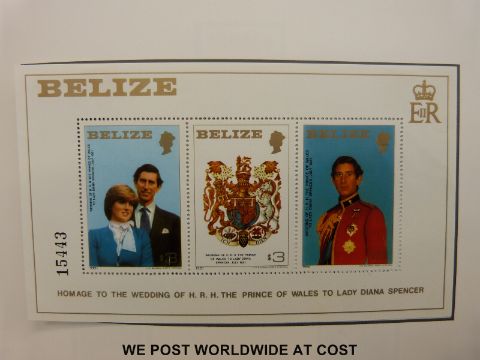 BELIZE
EIIR
BELIZE
BELIZE
BELIZE
$3
15443
HOMAGE TO THE WEDDING OF H.R.H. THE PRINCE OF WALES TO LADY DIANA SPENCER
WE POST WORLDWIDE AT COST